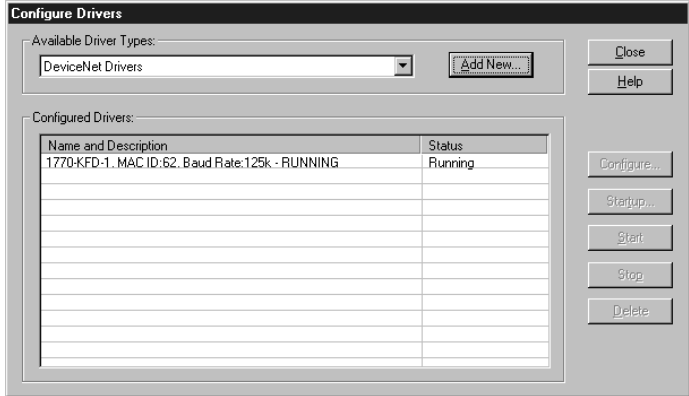 Configure Drivers
Available Driver Types:
DeviceNet Drivers
Add New...
Close
Help
Configured Drivers:
Name and Description Status
1770-KFD-1. MAC ID:62. Baud Rate:125k - RUNNING Running
Configure...
Startup...
Start
Stop
Delete